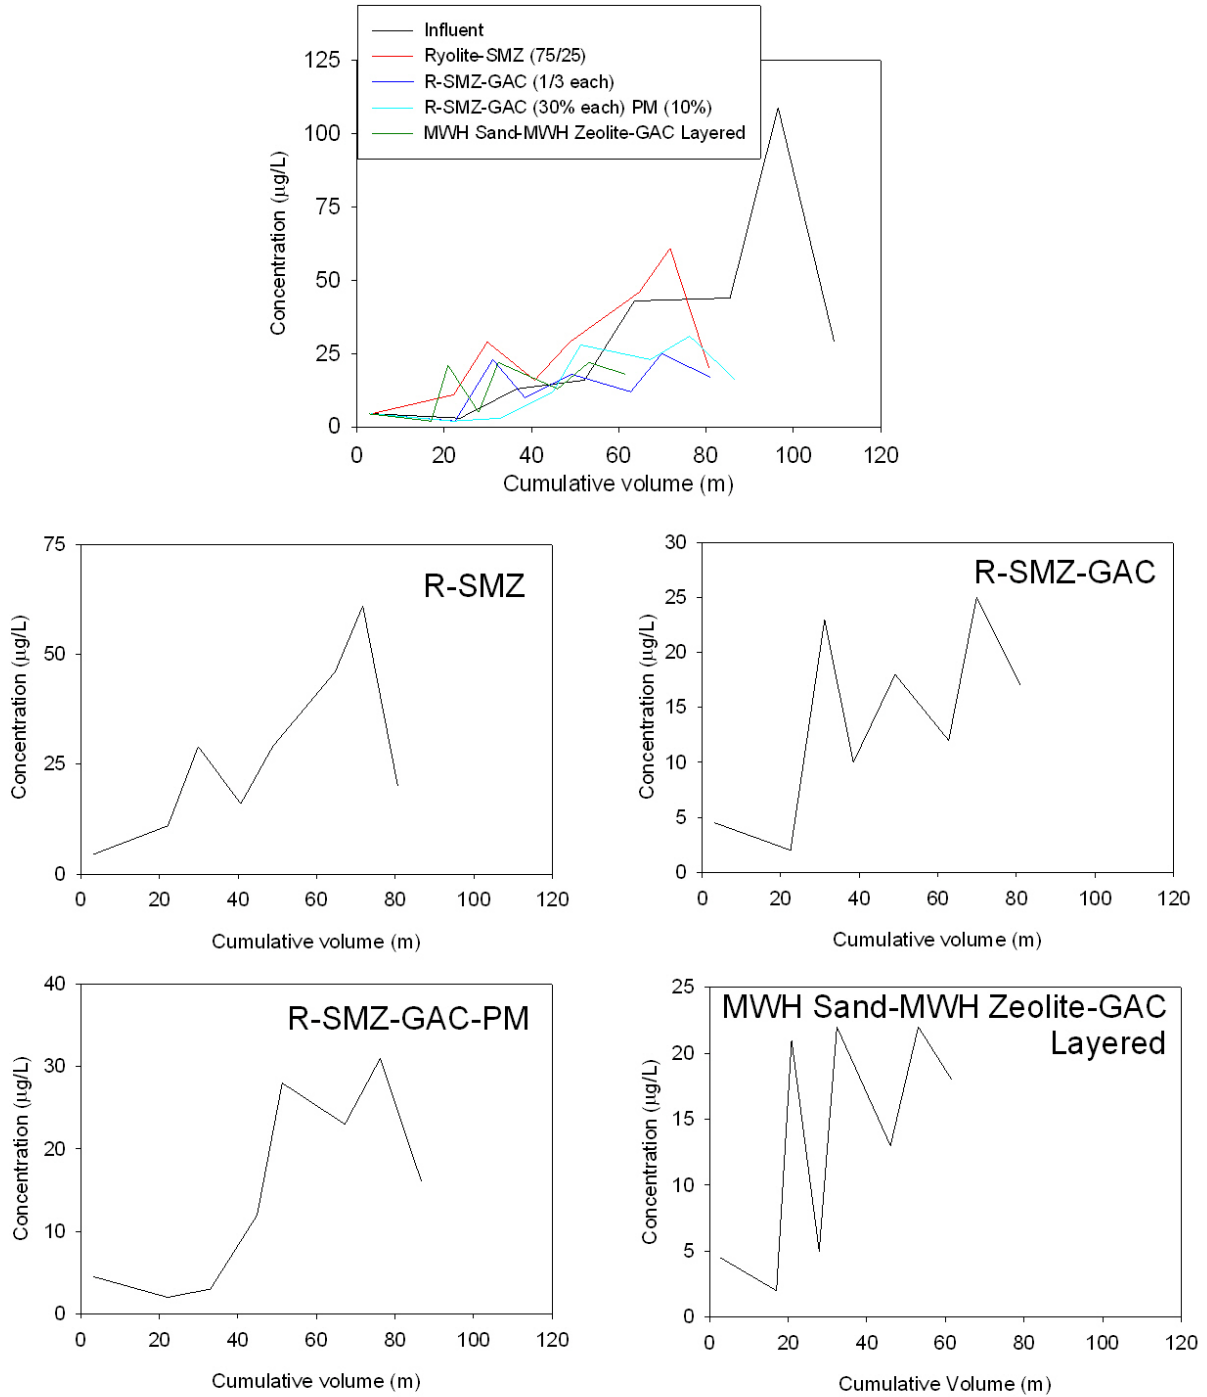 Influent
Ryolite-SMZ (75/25)
R-SMZ-GAC (1/3 each)
R-SMZ-GAC (30% each) PM (10%)
MWH Sand-MWH Zeolite-GAC Layered
125
100
75
50
25
0
Concentration (µg/L)
0 20 40 60 80 100 120
Cumulative volume (m)
R-SMZ
75
50
25
0
Concentration (µg/L)
0 20 40 60 80 100 120
Cumulative volume (m)
R-SMZ-GAC
30
25
20
15
10
5
0
Concentration (µg/L)
0 20 40 60 80 100 120
Cumulative volume (m)
R-SMZ-GAC-PM
40
30
20
10
0
Concentration (µg/L)
0 20 40 60 80 100 120
Cumulative volume (m)
MWH Sand-MWH Zeolite-GAC
Layered
25
20
15
10
5
0
Concentration (µg/L)
0 20 40 60 80 100 120
Cumulative Volume (m)